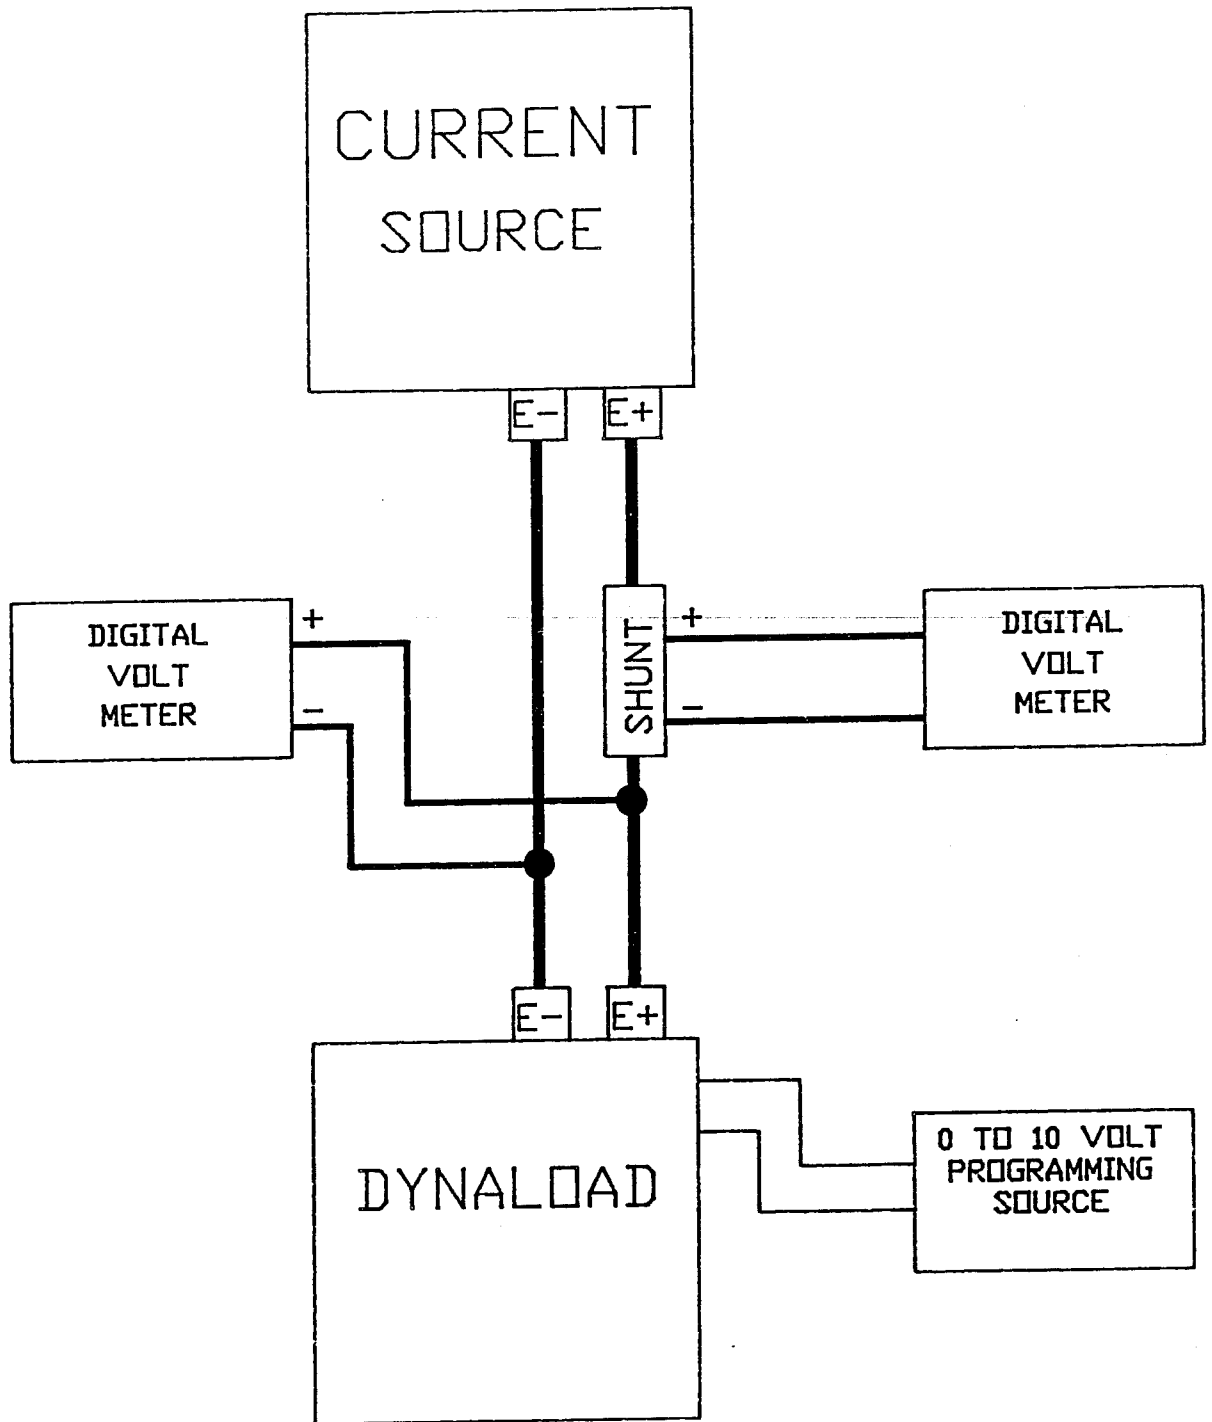 CURRENT
SOURCE
E-
E+
DIGITAL
VOLT
METER
+
-
SHUNT
+
-
DIGITAL
VOLT
METER
E-
E+
DYNALOAD
0 TO 10 VOLT
PROGRAMMING
SOURCE